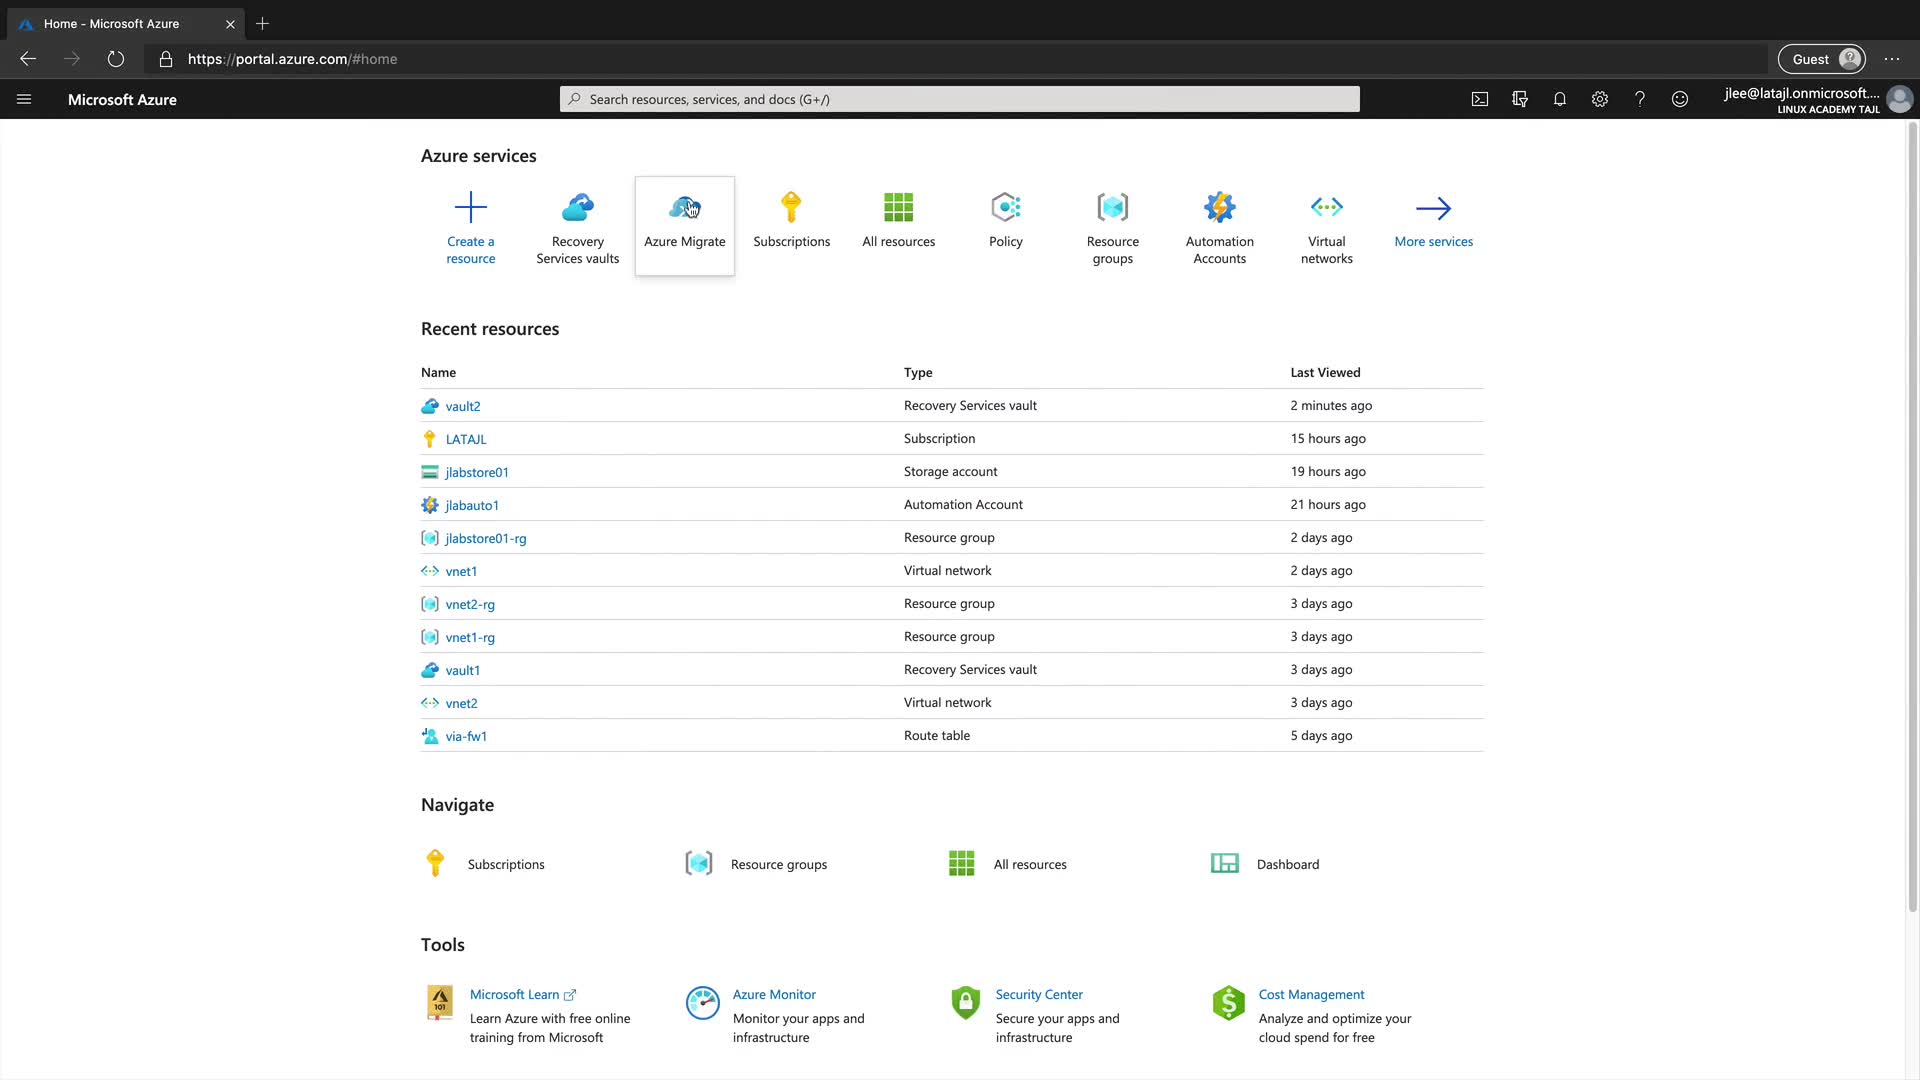 Home - Microsoft Azure
https://portal.azure.com/#home
Guest
Microsoft Azure
Search resources, services, and docs (G+/)
jlee@latajl.onmicrosoft....
LINUX ACADEMY TAJL
Azure services
Create a
resource
Recovery
Services vaults
Azure Migrate
Subscriptions
All resources
Policy
Resource
groups
Automation
Accounts
Virtual
networks
More services
Recent resources
Name Type Last Viewed
vault2 Recovery Services vault 2 minutes ago
LATAJL Subscription 15 hours ago
jlabstore01 Storage account 19 hours ago
jlabauto1 Automation Account 21 hours ago
jlabstore01-rg Resource group 2 days ago
vnet1 Virtual network 2 days ago
vnet2-rg Resource group 3 days ago
vnet1-rg Resource group 3 days ago
vault1 Recovery Services vault 3 days ago
vnet2 Virtual network 3 days ago
via-fw1 Route table 5 days ago
Navigate
Subscriptions
Resource groups
All resources
Dashboard
Tools
101
Microsoft Learn
Learn Azure with free online
training from Microsoft
Azure Monitor
Monitor your apps and
infrastructure
Security Center
Secure your apps and
infrastructure
$
Cost Management
Analyze and optimize your
cloud spend for free